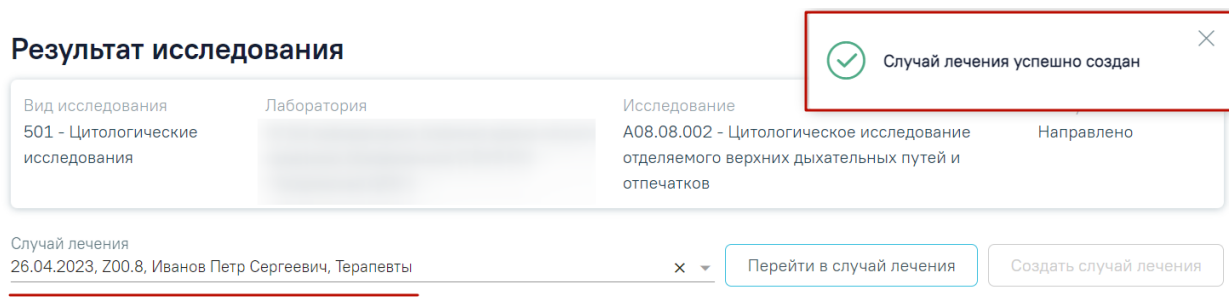 Результат исследования
Случай лечения успешно создан
Вид исследования
501 - Цитологические
исследования
Лаборатория
Исследование
A08.08.002 - Цитологическое исследование
отделяемого верхних дыхательных путей и
отпечатков
Направлено
Случай лечения
26.04.2023, Z00.8, Иванов Петр Сергеевич, Терапевты
Перейти в случай лечения
Создать случай лечения